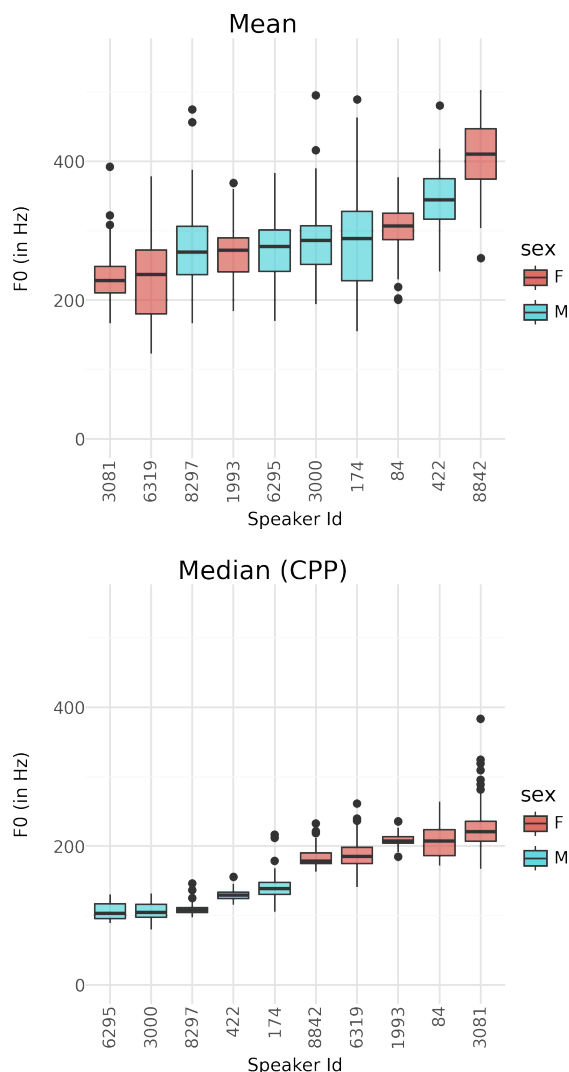 Mean
F0 (in Hz)
400
200
0
3081 6319 8297 1993 6295 3000 174 84 422 8842
Speaker Id
sex
F
M
Median (CPP)
F0 (in Hz)
400
200
0
6295 3000 8297 422 174 8842 6319 1993 84 3081
Speaker Id
sex
F
M